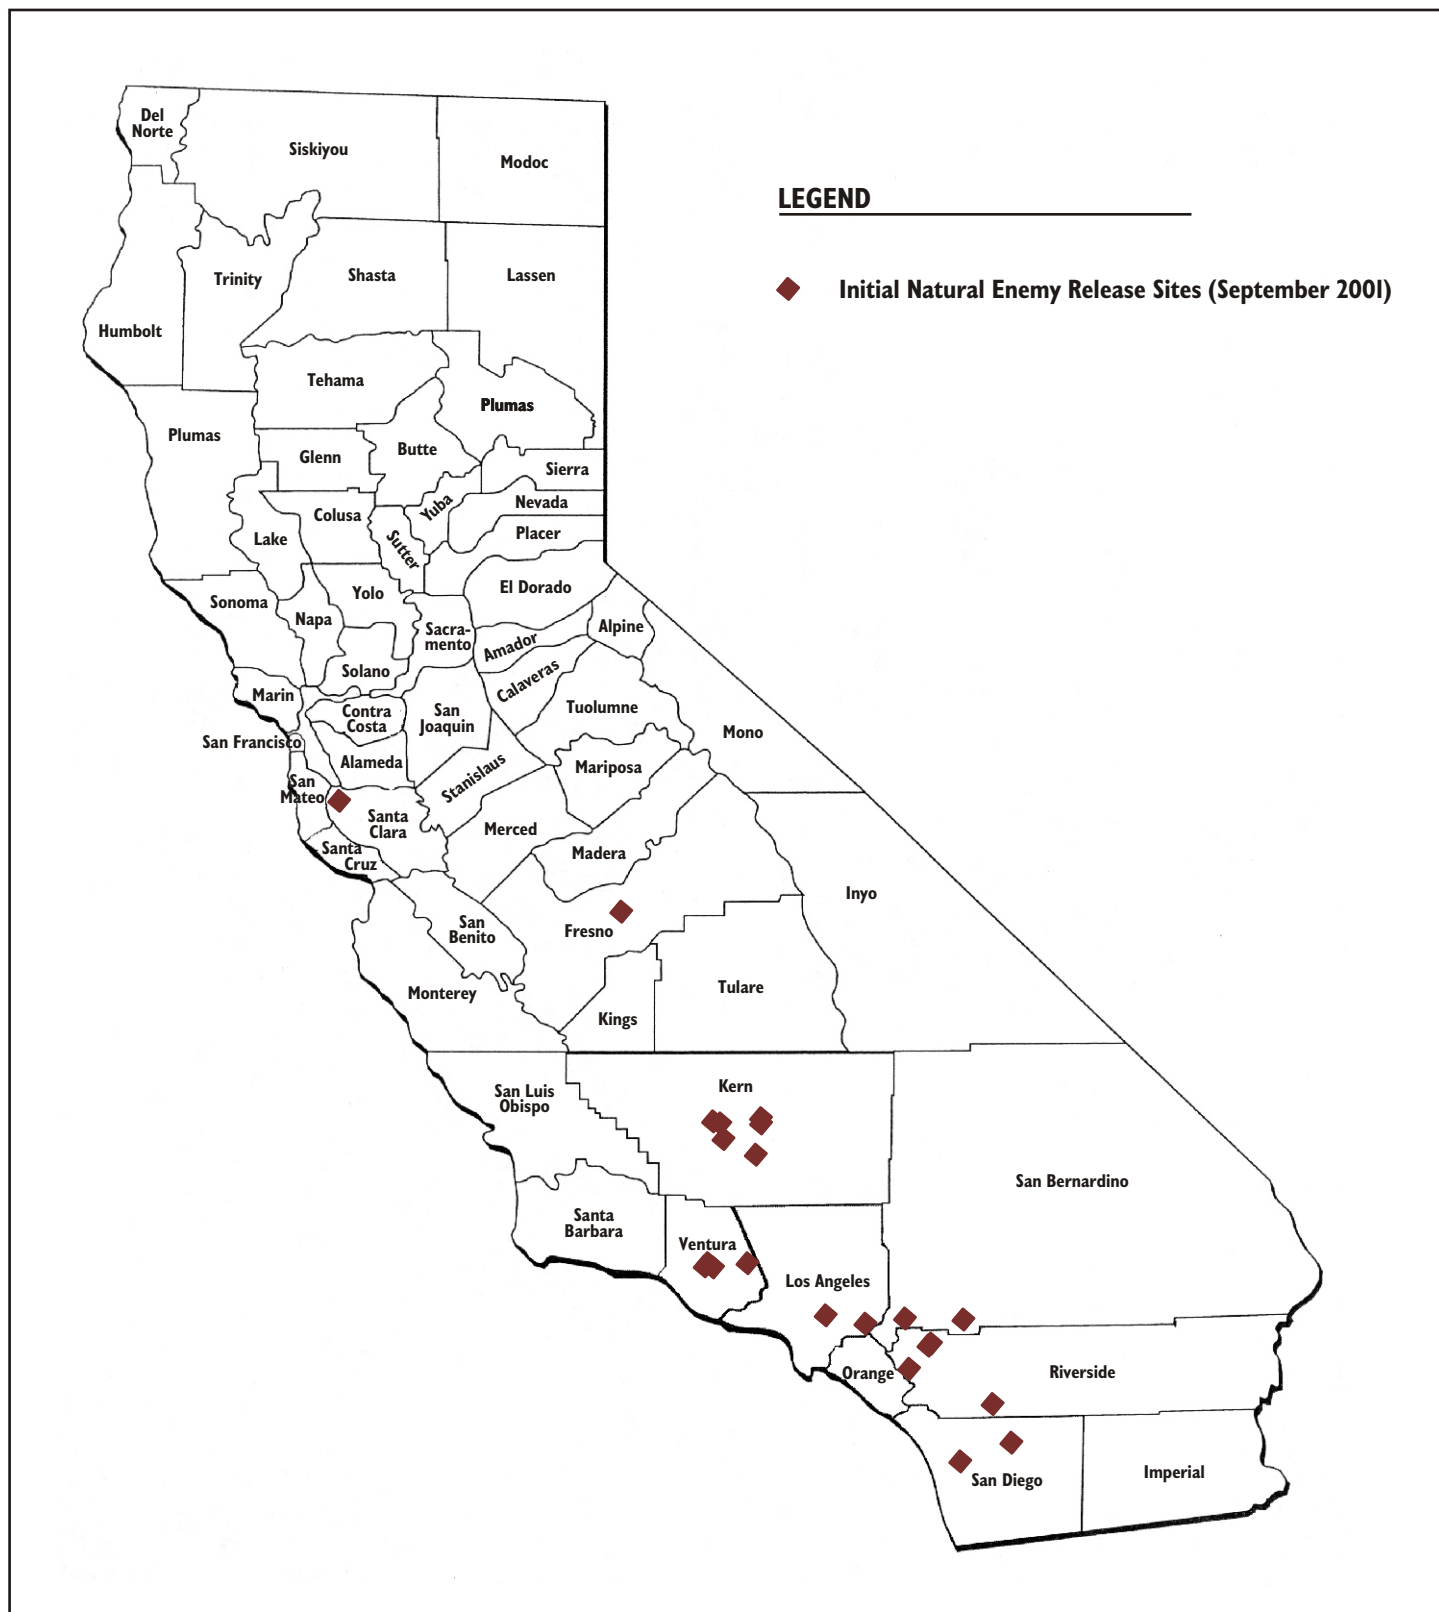 Del
Norte
Siskiyou
Modoc
LEGEND
Initial Natural Enemy Release Sites (September 2001)
Humbolt
Trinity
Shasta
Lassen
Tehama
Plumas
Plumas
Glenn
Butte
Sierra
Yuba
Nevada
Colusa
Sutter
Placer
Lake
El Dorado
Sonoma
Napa
Yolo
Sacra-
mento
Amador
Alpine
Solano
Calaveras
Marin
Contra
Costa
San
Joaquin
Tuolumne
Mono
San Francisco
Alameda
Stanislaus
Mariposa
San
Mateo
Santa
Clara
Merced
Santa
Cruz
Madera
Inyo
San
Benito
Fresno
Monterey
Kings
Tulare
San Luis
Obispo
Kern
San Bernardino
Santa
Barbara
Ventura
Los Angeles
Orange
Riverside
San Diego
Imperial